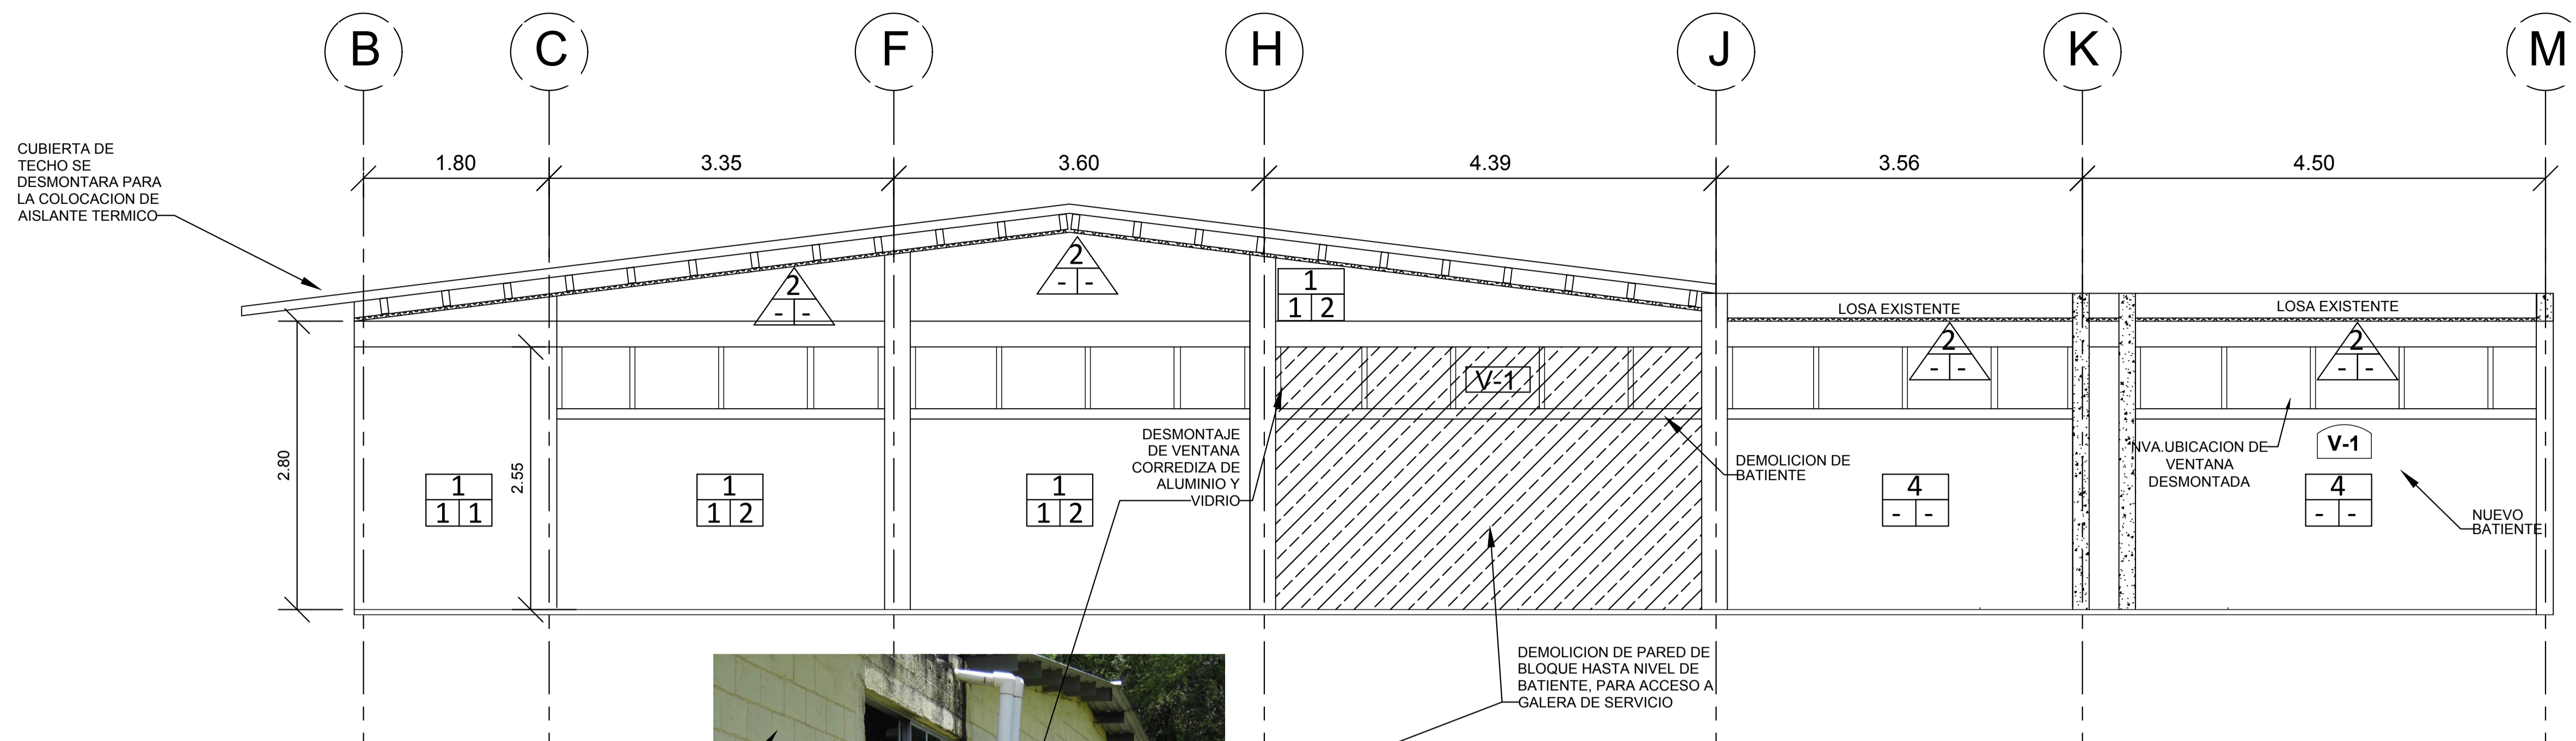 B C F H J K M
1.80 3.35 3.60 4.39 3.56 4.50
CUBIERTA DE
TECHO SE
DESMONTARA PARA
LA COLOCACION DE
AISLANTE TERMICO
2
- -
2
- -
1
1 2
LOSA EXISTENTE
LOSA EXISTENTE
2
- -
2
- -
V-1
2.80
2.55
1
1 1
1
1 2
1
1 2
DESMONTAJE
DE VENTANA
CORREDIZA DE
ALUMINIO Y
VIDRIO
DEMOLICION DE
BATIENTE
4
- -
NVA.UBICACION DE
VENTANA
DESMONTADA
V-1
4
- -
NUEVO
BATIENTE
DEMOLICION DE PARED DE
BLOQUE HASTA NIVEL DE
BATIENTE, PARA ACCESO A
GALERA DE SERVICIO